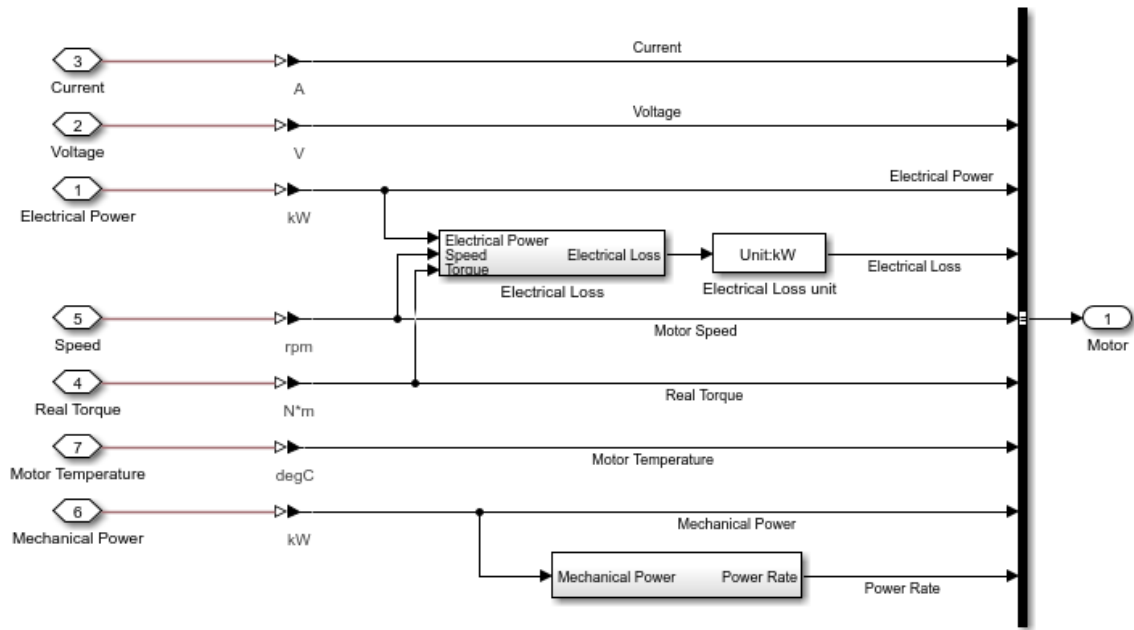 Current
3
Current
A
Voltage
2
Voltage
V
Electrical Power
1
Electrical Power
kW
Electrical Power
Speed
Torque
Electrical Loss
Electrical Loss
Unit:kW
Electrical Loss unit
Electrical Loss
5
Speed
rpm
Motor Speed
1
Motor
4
Real Torque
N*m
Real Torque
7
Motor Temperature
degC
Motor Temperature
6
Mechanical Power
kW
Mechanical Power
Mechanical Power
Power Rate
Power Rate